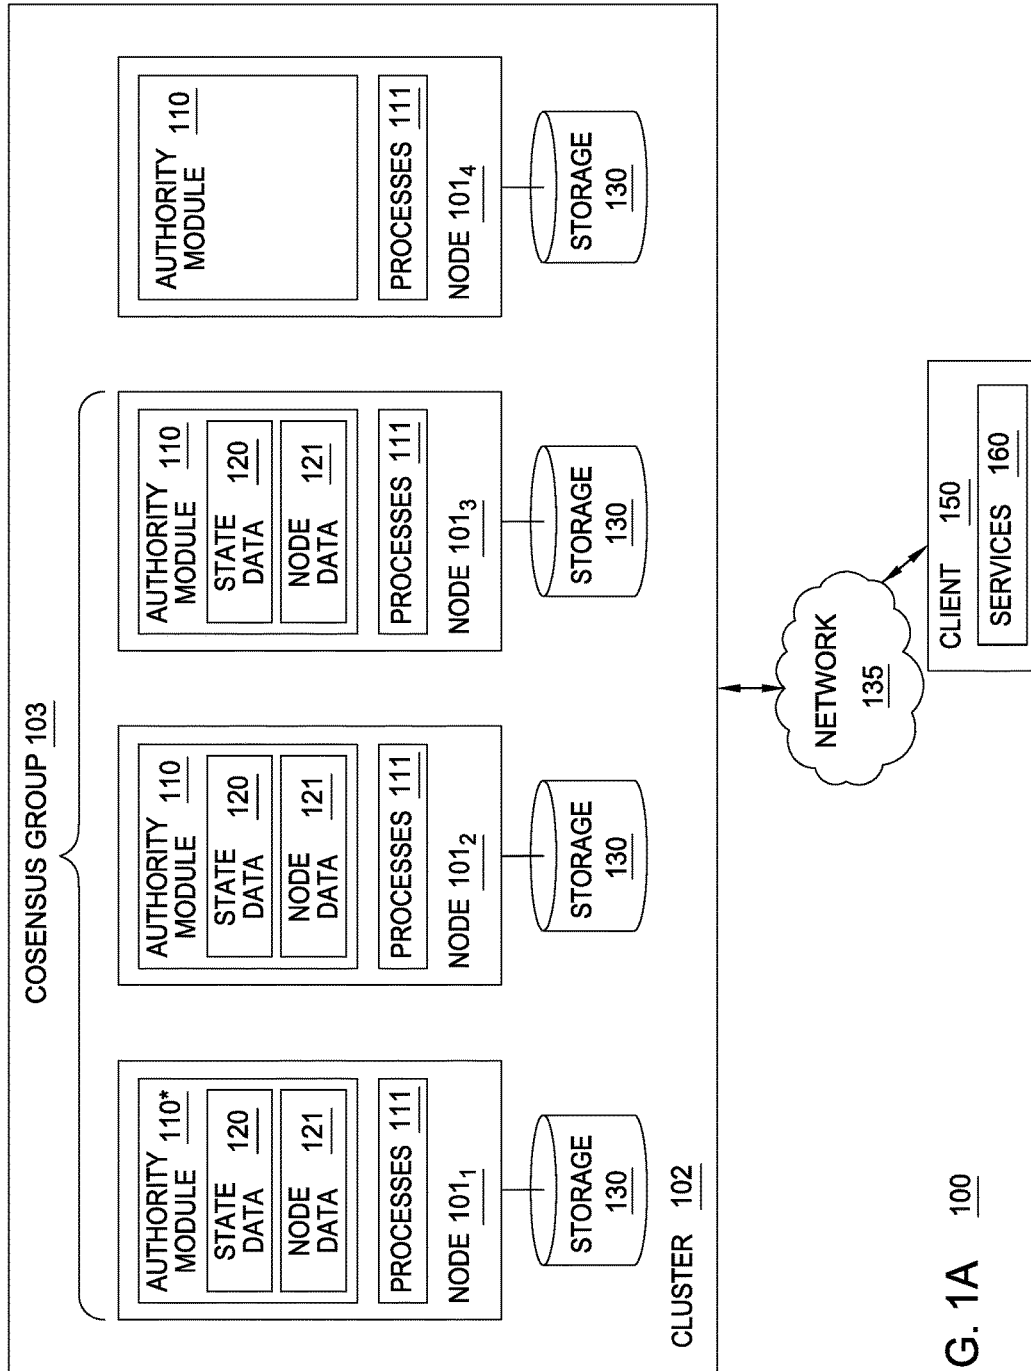 COSENSUS GROUP 103
AUTHORITY
MODULE 110*
STATE
DATA 120
NODE
DATA 121
PROCESSES 111
NODE 101₁
STORAGE
130
AUTHORITY
MODULE 110
STATE
DATA 120
NODE
DATA 121
PROCESSES 111
NODE 101₂
STORAGE
130
AUTHORITY
MODULE 110
STATE
DATA 120
NODE
DATA 121
PROCESSES 111
NODE 101₃
STORAGE
130
AUTHORITY
MODULE 110
PROCESSES 111
NODE 101₄
STORAGE
130
CLUSTER 102
NETWORK
135
CLIENT 150
SERVICES 160
G. 1A 100